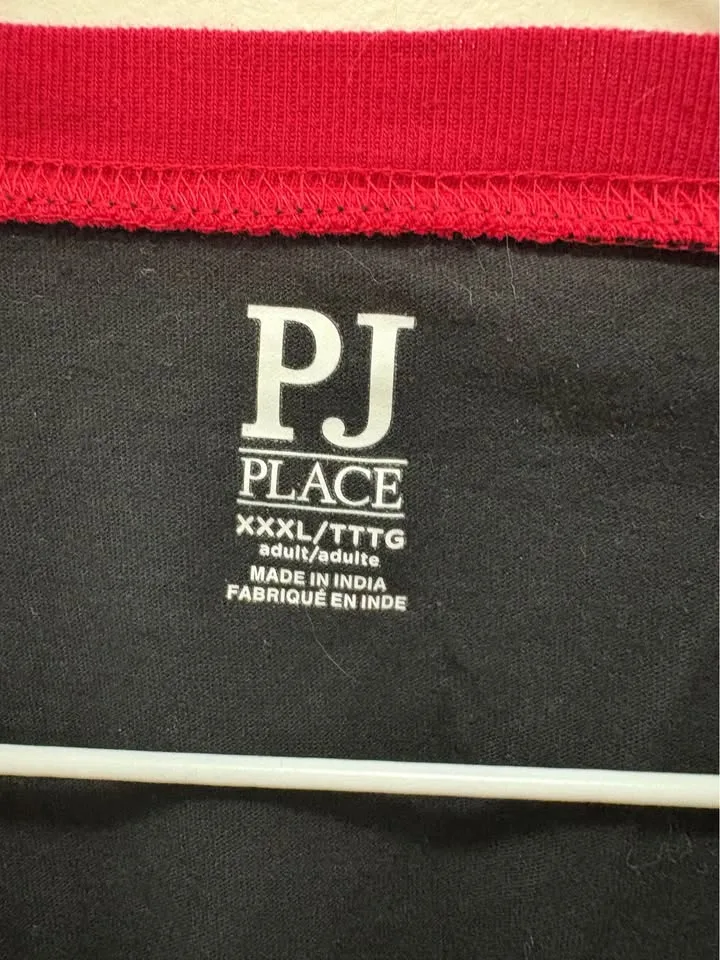 PJ
PLACE
XXXL/TTTG
adult/adulte
MADE IN INDIA
FABRIQUÉ EN INDE